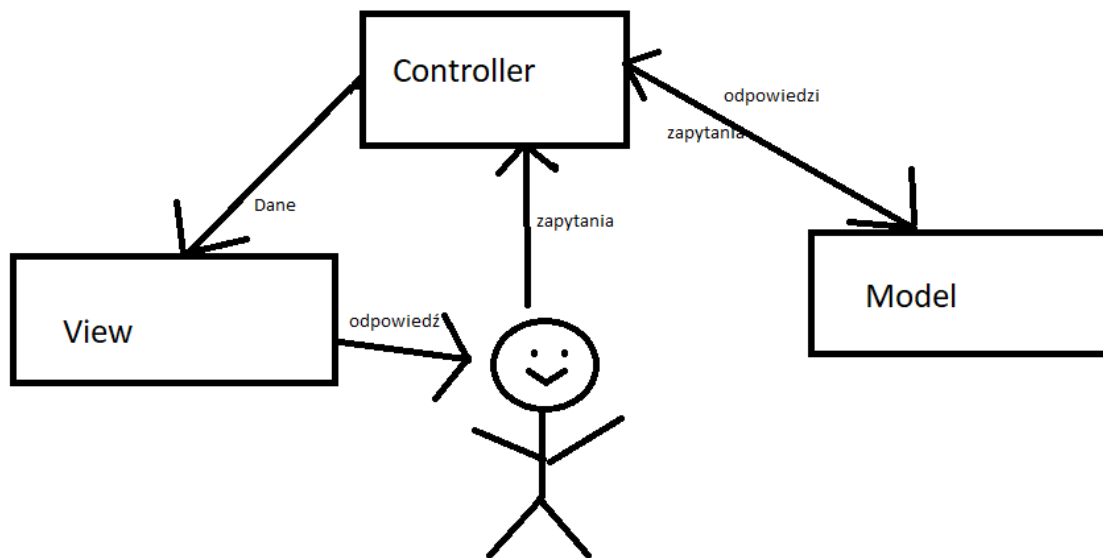 Controller
odpowiedzi
zapytania
Dane
zapytania
View
odpowiedź
Model